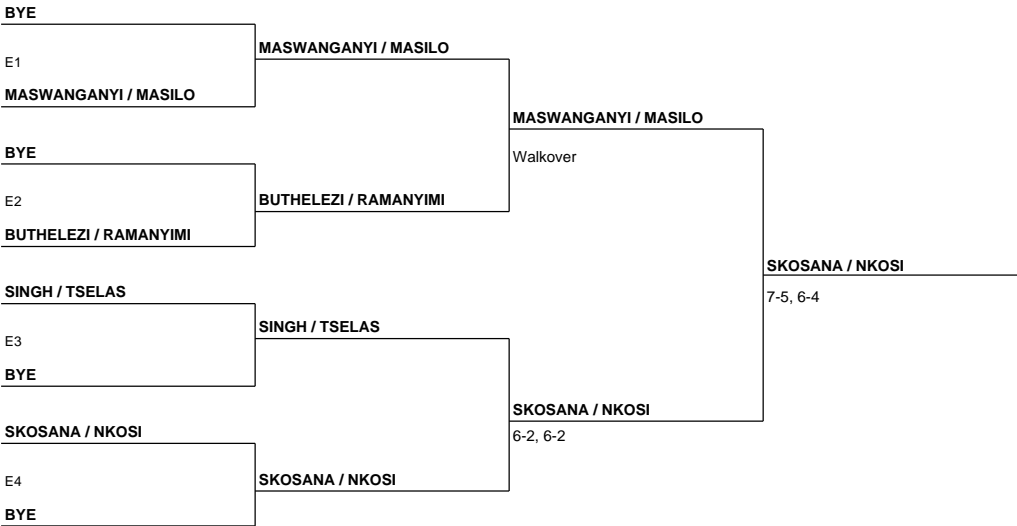 BYE
E1
MASWANGANYI / MASILO
BYE
E2
BUTHELEZI / RAMANYIMI
SINGH / TSELAS
E3
BYE
SKOSANA / NKOSI
E4
BYE
MASWANGANYI / MASILO
BUTHELEZI / RAMANYIMI
SINGH / TSELAS
SKOSANA / NKOSI
MASWANGANYI / MASILO
Walkover
SKOSANA / NKOSI
6-2, 6-2
SKOSANA / NKOSI
7-5, 6-4